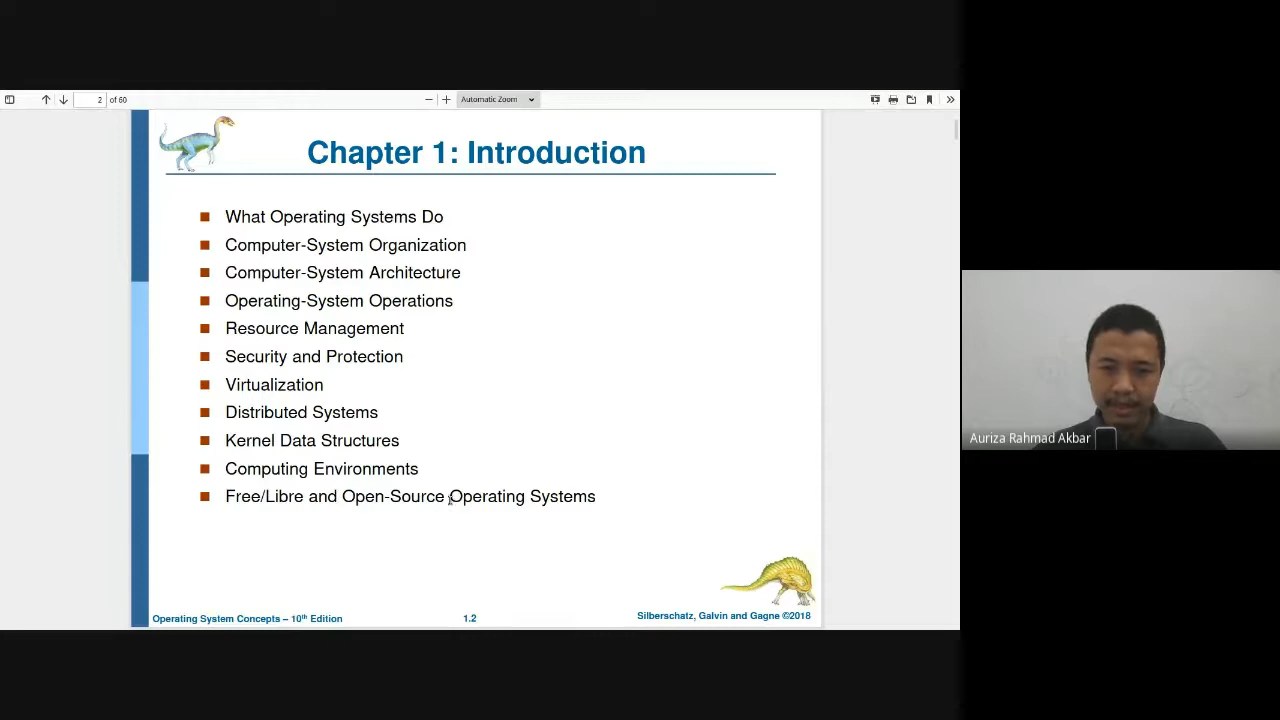 2 of 60
Automatic Zoom
Chapter 1: Introduction
What Operating Systems Do
Computer-System Organization
Computer-System Architecture
Operating-System Operations
Resource Management
Security and Protection
Virtualization
Distributed Systems
Kernel Data Structures
Computing Environments
Free/Libre and Open-Source Operating Systems
Operating System Concepts – 10th Edition
1.2
Silberschatz, Galvin and Gagne ©2018
Auriza Rahmad Akbar